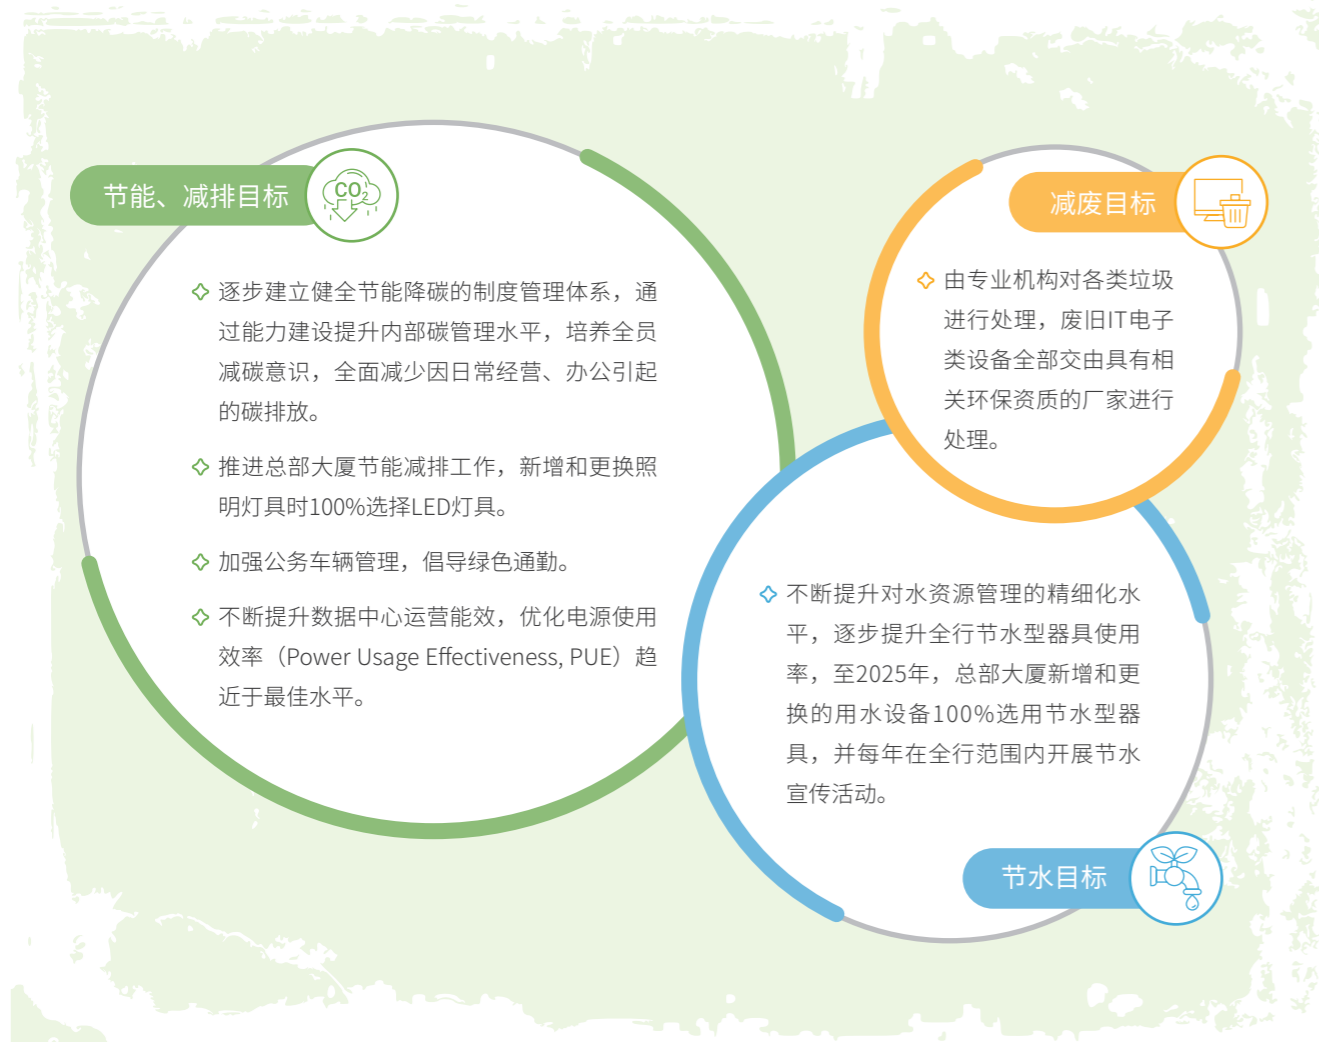 节能、减排目标
CO2
逐步建立健全节能降碳的制度管理体系，通
过能力建设提升内部碳管理水平，培养全员
减碳意识，全面减少因日常经营、办公引起
的碳排放。
推进总部大厦节能减排工作，新增和更换照
明灯具时100%选择LED灯具。
加强公务车辆管理，倡导绿色通勤。
不断提升数据中心运营能效，优化电源使用
效率（Power Usage Effectiveness, PUE）趋
近于最佳水平。
减废目标
由专业机构对各类垃圾
进行处理，废旧IT电子
类设备全部交由具有相
关环保资质的厂家进行
处理。
不断提升对水资源管理的精细化水
平，逐步提升全行节水型器具使用
率，至2025年，总部大厦新增和更
换的用水设备100%选用节水型器
具，并每年在全行范围内开展节水
宣传活动。
节水目标